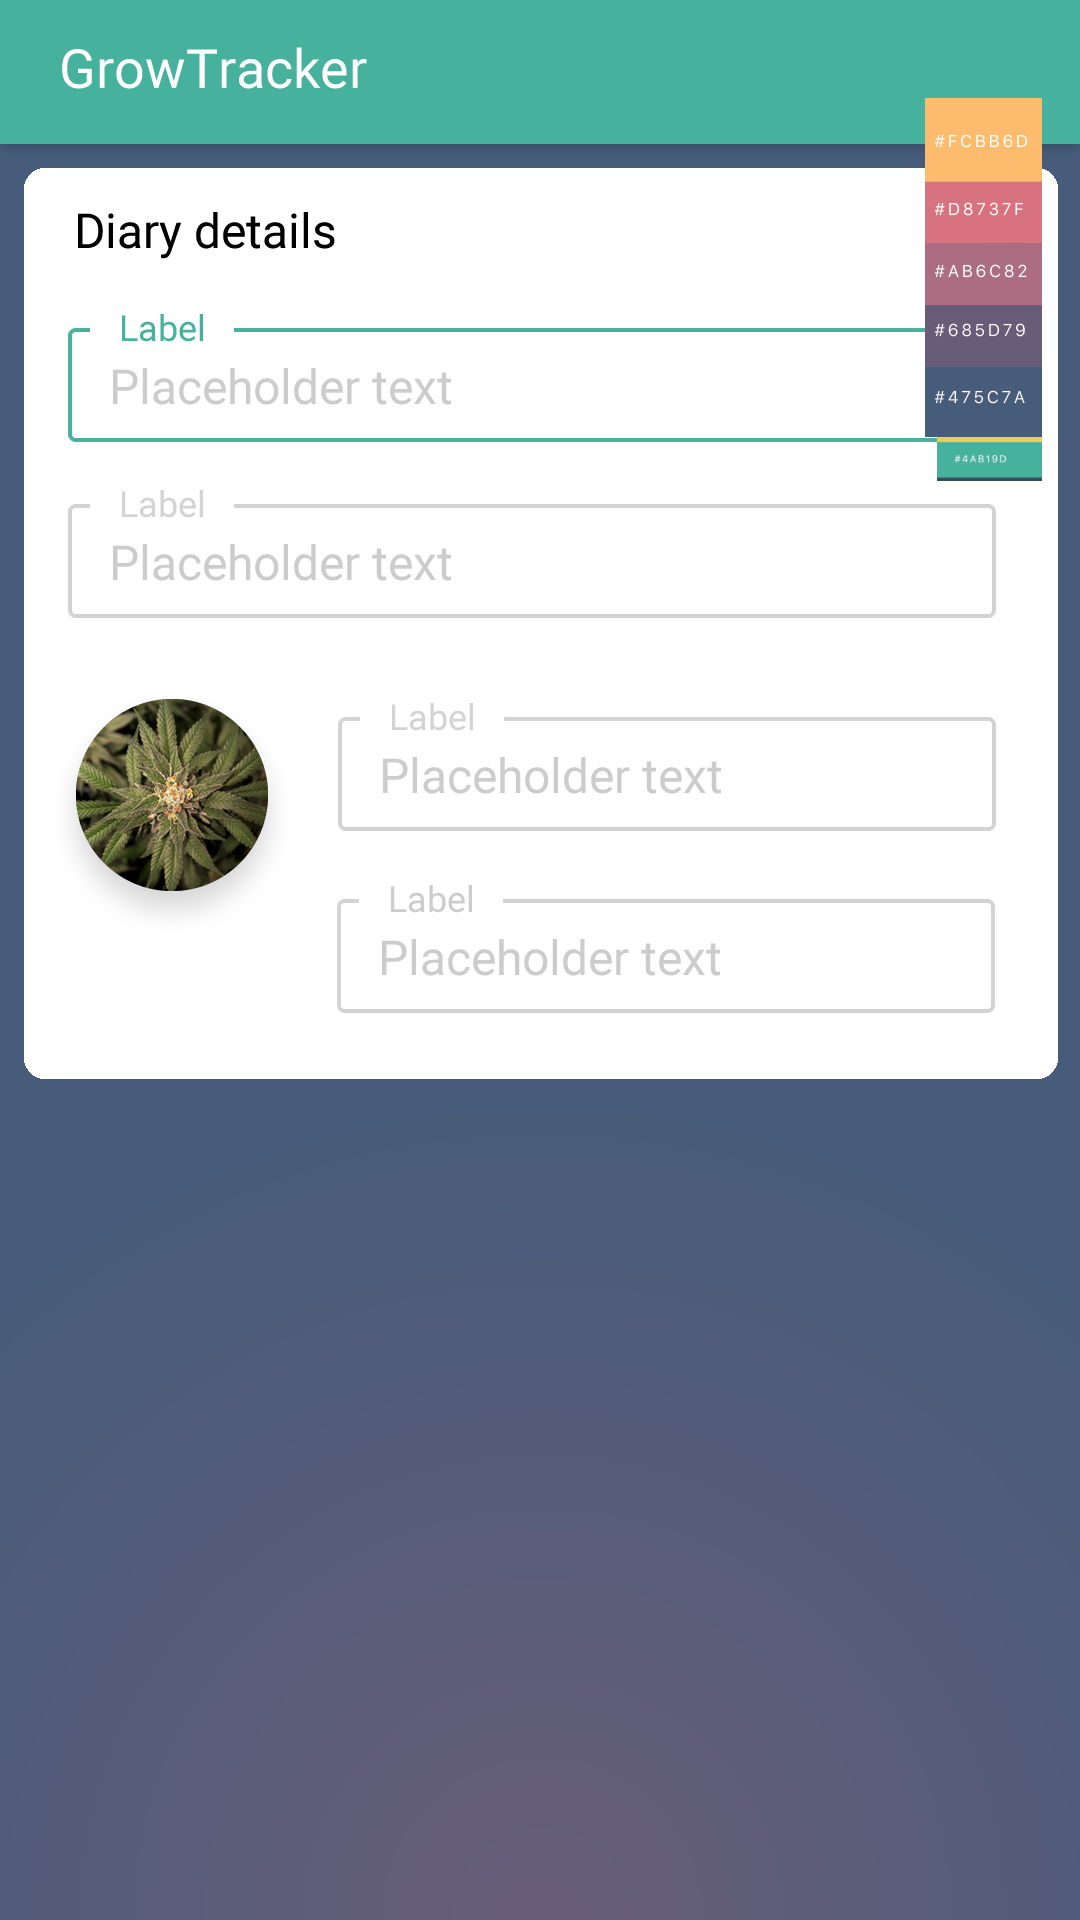 GrowTracker
#FCBB6D
#D8737F
#AB6C82
#685D79
#475C7A
#4AB19D
Diary details
Label
Placeholder text
Label
Placeholder text
Label
Placeholder text
Label
Placeholder text